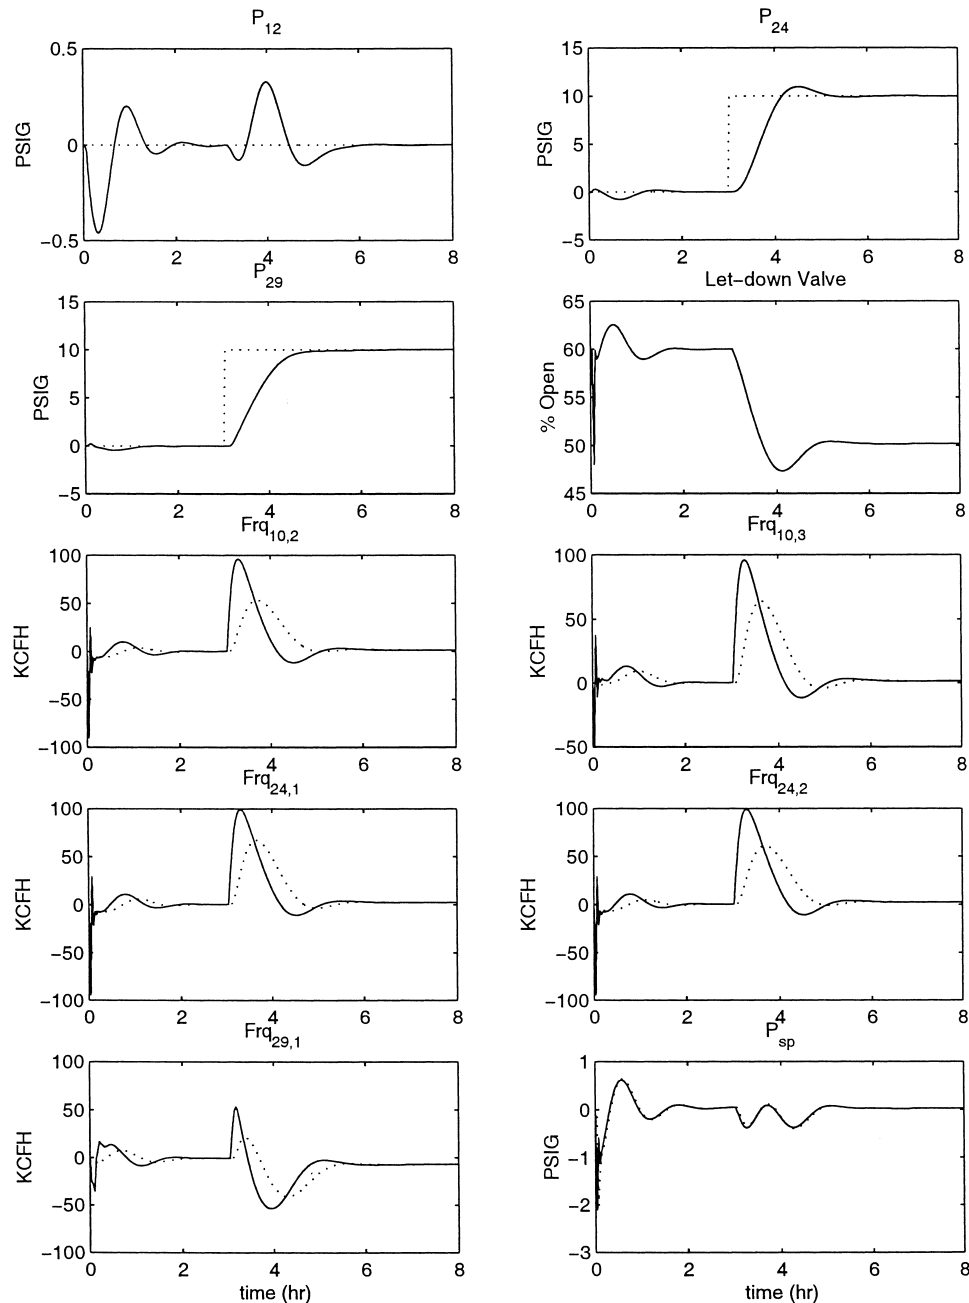 P12
0.5
0
−0.5
PSIG
0 2 4 6 8
P24
15
10
5
0
−5
PSIG
0 2 4 6 8
P29
15
10
5
0
−5
PSIG
0 2 4 6 8
Let−down Valve
65
60
55
50
45
% Open
0 2 4 6 8
Frq10,2
100
50
0
−50
−100
KCFH
0 2 4 6 8
Frq10,3
100
50
0
−50
KCFH
0 2 4 6 8
Frq24,1
100
50
0
−50
−100
KCFH
0 2 4 6 8
Frq24,2
100
50
0
−50
−100
KCFH
0 2 4 6 8
Frq29,1
100
50
0
−50
−100
KCFH
0 2 4 6 8
time (hr)
Psp
1
0
−1
−2
−3
PSIG
0 2 4 6 8
time (hr)